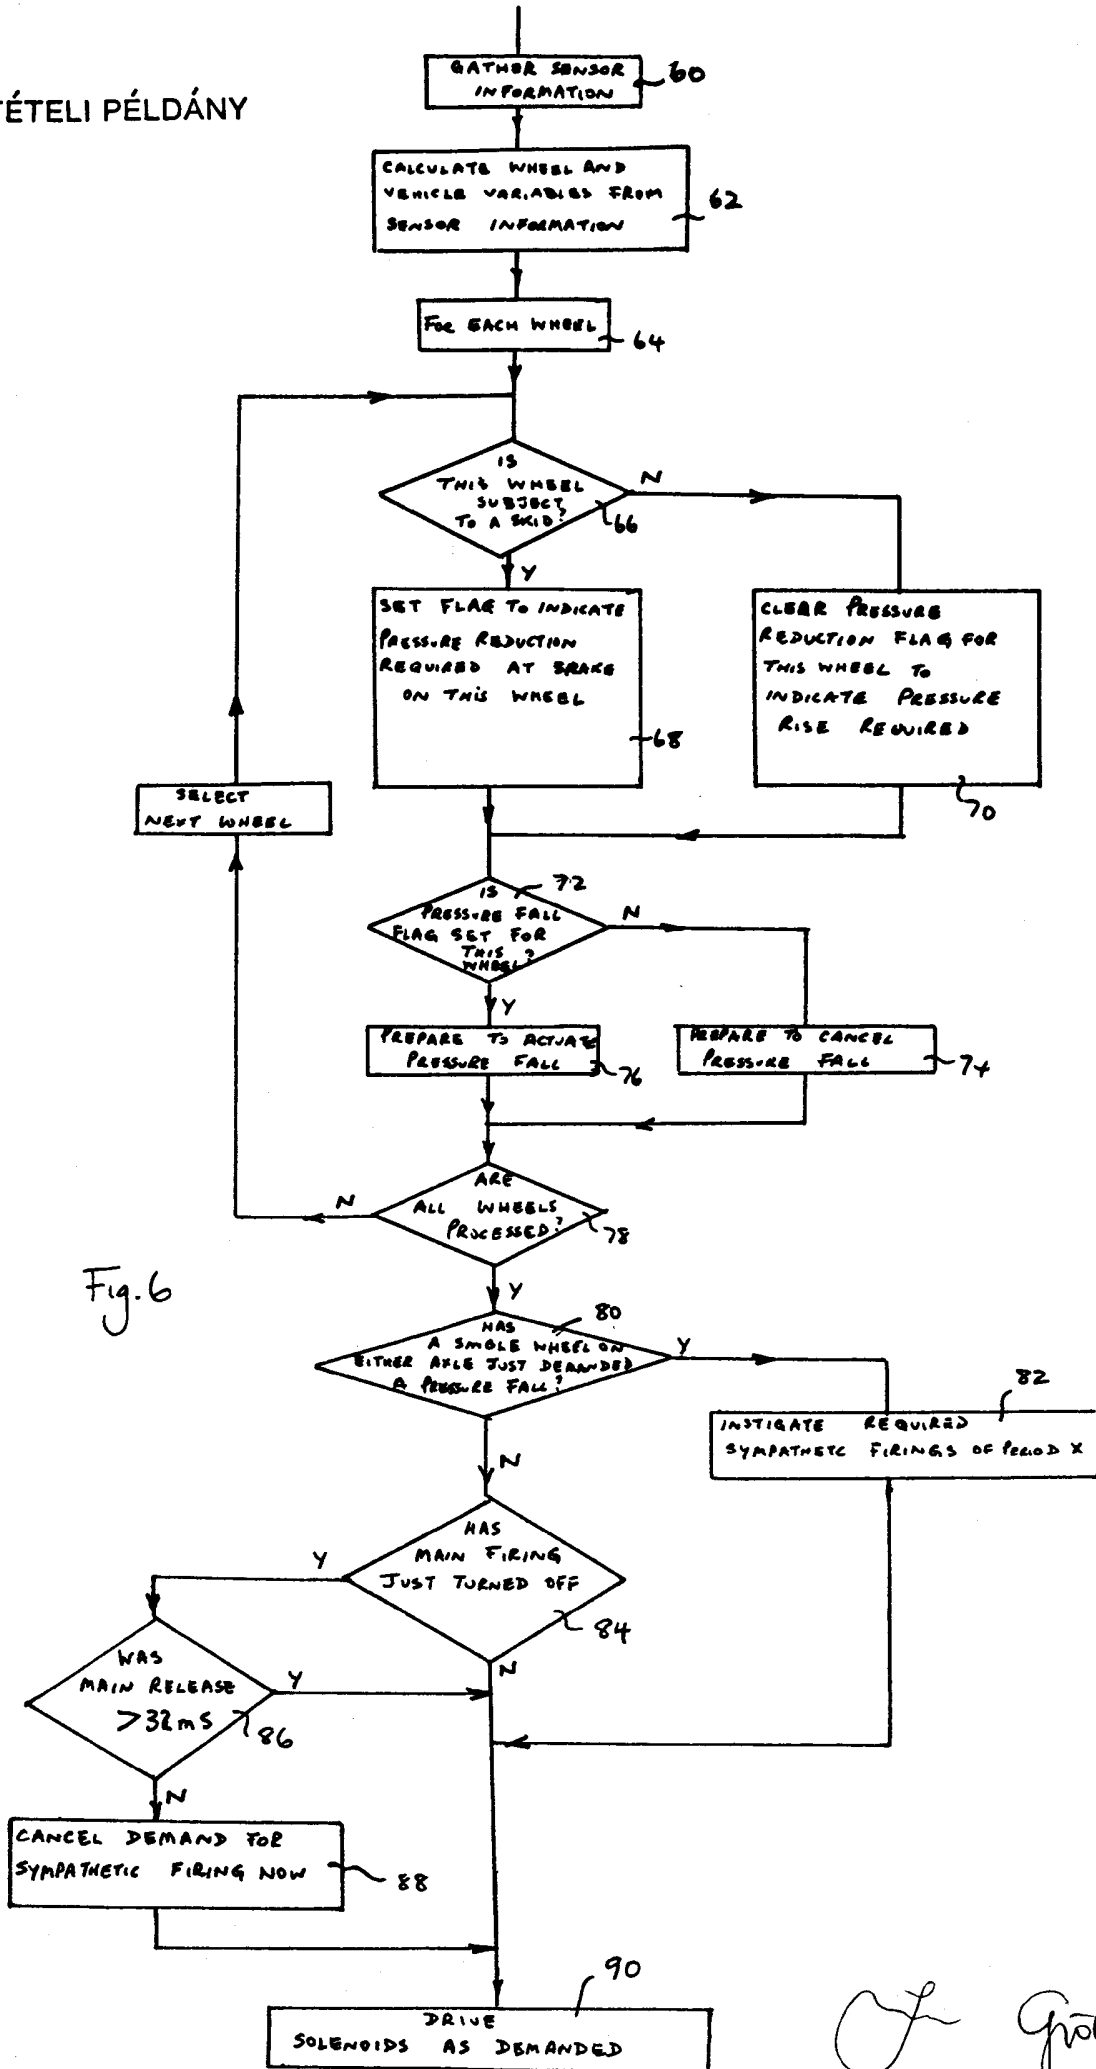 GATHER SENSOR
INFORMATION
60
TÉTELI PÉLDÁNY
CALCULATE WHEEL AND
VEHICLE VARIABLES FROM
SENSOR INFORMATION
62
FOR EACH WHEEL
64
IS
THIS WHEEL
SUBJECT
TO A SKID?
66
N
Y
SET FLAG TO INDICATE
PRESSURE REDUCTION
REQUIRED AT BRAKE
ON THIS WHEEL
68
CLEAR PRESSURE
REDUCTION FLAG FOR
THIS WHEEL TO
INDICATE PRESSURE
RISE REQUIRED
70
SELECT
NEXT WHEEL
IS
PRESSURE FALL
FLAG SET FOR
THIS
WHEEL?
72
N
Y
PREPARE TO ACTUATE
PRESSURE FALL
76
PREPARE TO CANCEL
PRESSURE FALL
74
ARE
ALL WHEELS
PROCESSED?
78
N
Y
Fig. 6
HAS
A SINGLE WHEEL ON
EITHER AXLE JUST DEMANDED
A PRESSURE FALL?
80
Y
N
82
INSTIGATE REQUIRED
SYMPATHETC FIRINGS OF PERIOD X
HAS
MAIN FIRING
JUST TURNED OFF
84
Y
N
WAS
MAIN RELEASE
>32mS
86
Y
N
CANCEL DEMAND FOR
SYMPATHETIC FIRING NOW
88
90
DRIVE
SOLENOIDS AS DEMANDED